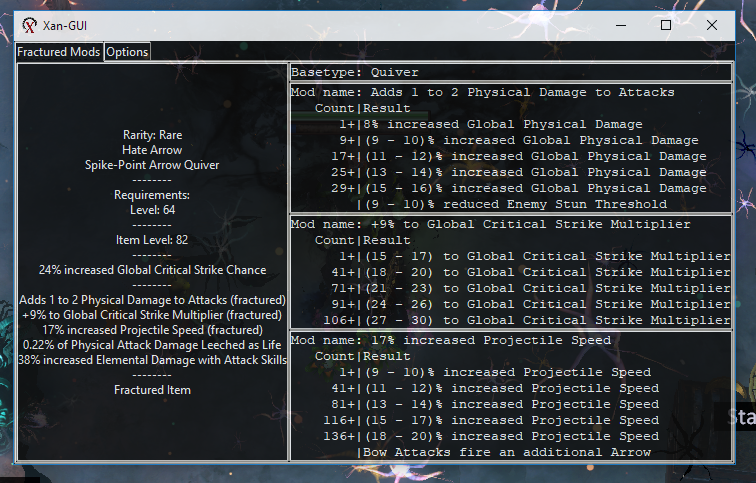 Xan-GUI
Fractured Mods Options
Rarity: Rare
Hate Arrow
Spike-Point Arrow Quiver
--------
Requirements:
Level: 64
--------
Item Level: 82
--------
24% increased Global Critical Strike Chance
--------
Adds 1 to 2 Physical Damage to Attacks (fractured)
+9% to Global Critical Strike Multiplier (fractured)
17% increased Projectile Speed (fractured)
0.22% of Physical Attack Damage Leeched as Life
38% increased Elemental Damage with Attack Skills
--------
Fractured Item
Basetype: Quiver
Mod name: Adds 1 to 2 Physical Damage to Attacks
Count|Result
1+|8% increased Global Physical Damage
9+|(9 - 10)% increased Global Physical Damage
17+|(11 - 12)% increased Global Physical Damage
25+|(13 - 14)% increased Global Physical Damage
29+|(15 - 16)% increased Global Physical Damage
|(9 - 10)% reduced Enemy Stun Threshold
Mod name: +9% to Global Critical Strike Multiplier
Count|Result
1+|(15 - 17) to Global Critical Strike Multiplier
41+|(18 - 20) to Global Critical Strike Multiplier
71+|(21 - 23) to Global Critical Strike Multiplier
91+|(24 - 26) to Global Critical Strike Multiplier
106+|(27 - 30) to Global Critical Strike Multiplier
Mod name: 17% increased Projectile Speed
Count|Result
1+|(9 - 10)% increased Projectile Speed
41+|(11 - 12)% increased Projectile Speed
81+|(13 - 14)% increased Projectile Speed
116+|(15 - 17)% increased Projectile Speed
136+|(18 - 20)% increased Projectile Speed
|Bow Attacks fire an additional Arrow
Sta